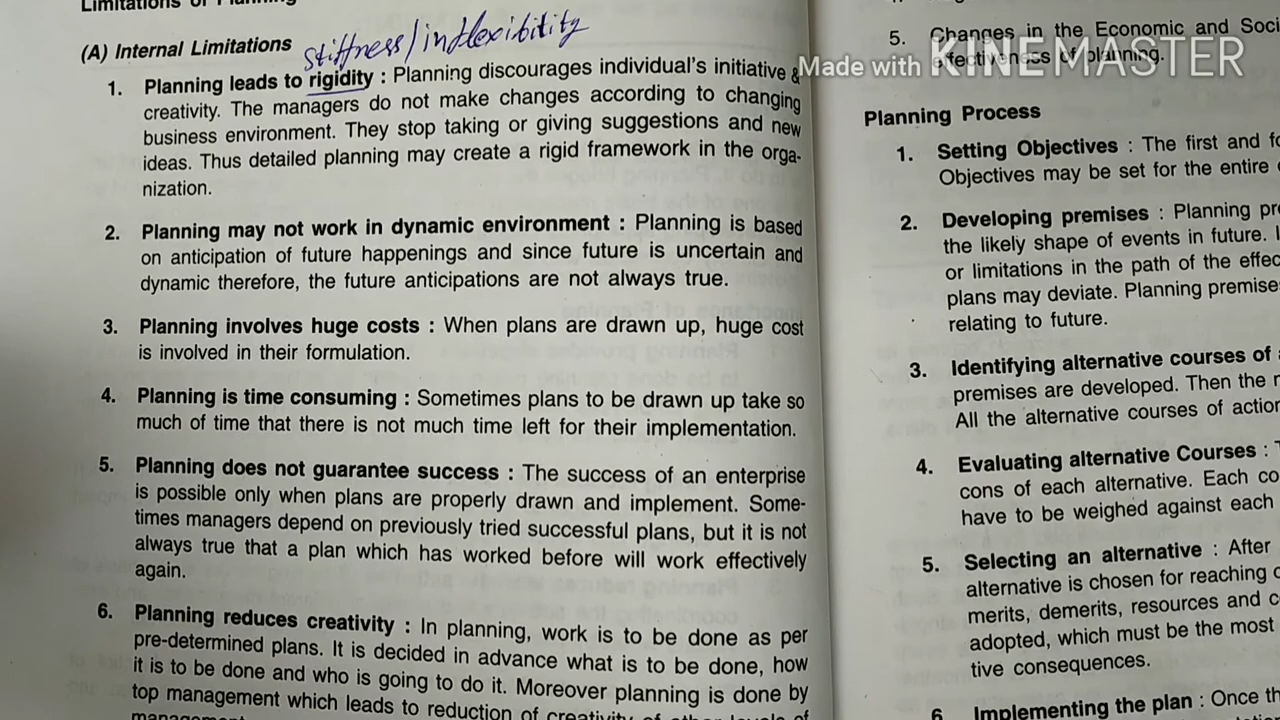 Limitations of Planning
(A) Internal Limitations
stiffness/inflexibility
1. Planning leads to rigidity : Planning discourages individual's initiative &
creativity. The managers do not make changes according to changing
business environment. They stop taking or giving suggestions and new
ideas. Thus detailed planning may create a rigid framework in the orga-
nization.
2. Planning may not work in dynamic environment : Planning is based
on anticipation of future happenings and since future is uncertain and
dynamic therefore, the future anticipations are not always true.
3. Planning involves huge costs : When plans are drawn up, huge cost
is involved in their formulation.
4. Planning is time consuming : Sometimes plans to be drawn up take so
much of time that there is not much time left for their implementation.
5. Planning does not guarantee success : The success of an enterprise
is possible only when plans are properly drawn and implement. Some-
times managers depend on previously tried successful plans, but it is not
always true that a plan which has worked before will work effectively
again.
6. Planning reduces creativity : In planning, work is to be done as per
pre-determined plans. It is decided in advance what is to be done, how
it is to be done and who is going to do it. Moreover planning is done by
top management which leads to reduction of creativity of other levels of
management
5. Changes in the Economic and Soci
effectiveness of planning.
Made with KINEMASTER
Planning Process
1. Setting Objectives : The first and fo
Objectives may be set for the entire
2. Developing premises : Planning pre
the likely shape of events in future. I
or limitations in the path of the effec
plans may deviate. Planning premise
relating to future.
3. Identifying alternative courses of a
premises are developed. Then the
All the alternative courses of action
4. Evaluating alternative Courses : T
cons of each alternative. Each co
have to be weighed against each
5. Selecting an alternative : After
alternative is chosen for reaching
merits, demerits, resources and c
adopted, which must be the most
tive consequences.
6. Implementing the plan : Once th